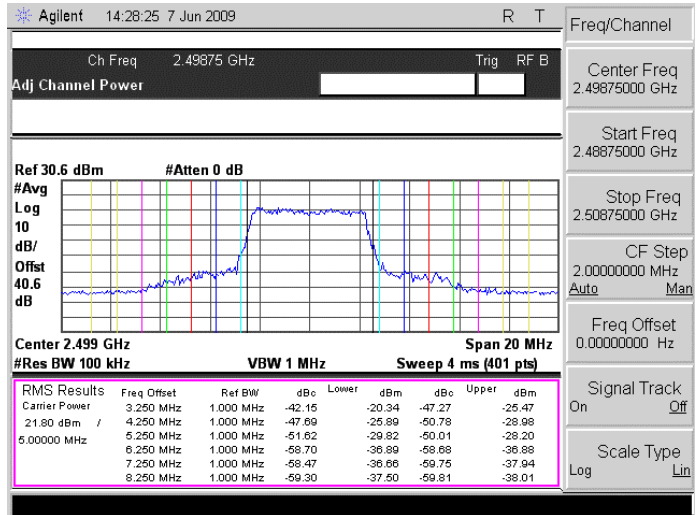 Agilent 14:28:25 7 Jun 2009 R T
Ch Freq 2.49875 GHz Trig RF B
Adj Channel Power
Ref 30.6 dBm #Atten 0 dB
#Avg
Log
10
dB/
Offst
40.6
dB
Center 2.499 GHz Span 20 MHz
#Res BW 100 kHz VBW 1 MHz Sweep 4 ms (401 pts)
RMS Results Freq Offset Ref BW dBc Lower dBm dBc Upper dBm
Carrier Power 3.250 MHz 1.000 MHz -42.15 -20.34 -47.27 -25.47
21.80 dBm / 4.250 MHz 1.000 MHz -47.69 -25.89 -50.78 -28.98
5.00000 MHz 5.250 MHz 1.000 MHz -51.62 -29.82 -50.01 -28.20
6.250 MHz 1.000 MHz -58.70 -36.89 -58.68 -36.88
7.250 MHz 1.000 MHz -58.47 -36.66 -59.75 -37.94
8.250 MHz 1.000 MHz -59.30 -37.50 -59.81 -38.01
Freq/Channel
Center Freq
2.49875000 GHz
Start Freq
2.48875000 GHz
Stop Freq
2.50875000 GHz
CF Step
2.00000000 MHz
Auto Man
Freq Offset
0.00000000 Hz
Signal Track
On Off
Scale Type
Log Lin